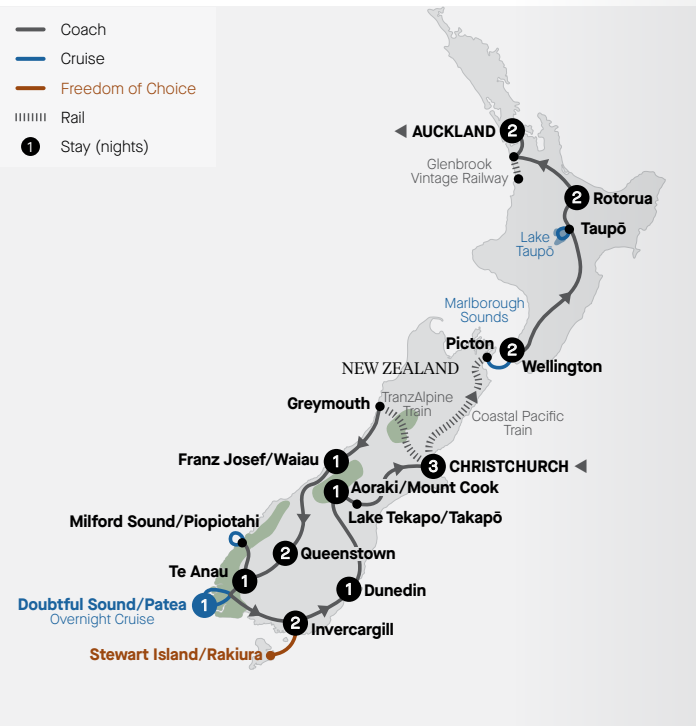 Coach
Cruise
Freedom of Choice
Rail
1 Stay (nights)
AUCKLAND 2
Glenbrook
Vintage Railway
2 Rotorua
Taupō
Lake
Taupō
Marlborough
Sounds
Picton
2
Wellington
NEW ZEALAND
Greymouth
TranzAlpine
Train
Coastal Pacific
Train
Franz Josef/Waiau 1
3 CHRISTCHURCH
1 Aoraki/Mount Cook
Lake Tekapo/Takapō
Milford Sound/Piopiotahi
2 Queenstown
Te Anau
1
1 Dunedin
Doubtful Sound/Patea 1
Overnight Cruise
2
Invercargill
Stewart Island/Rakiura